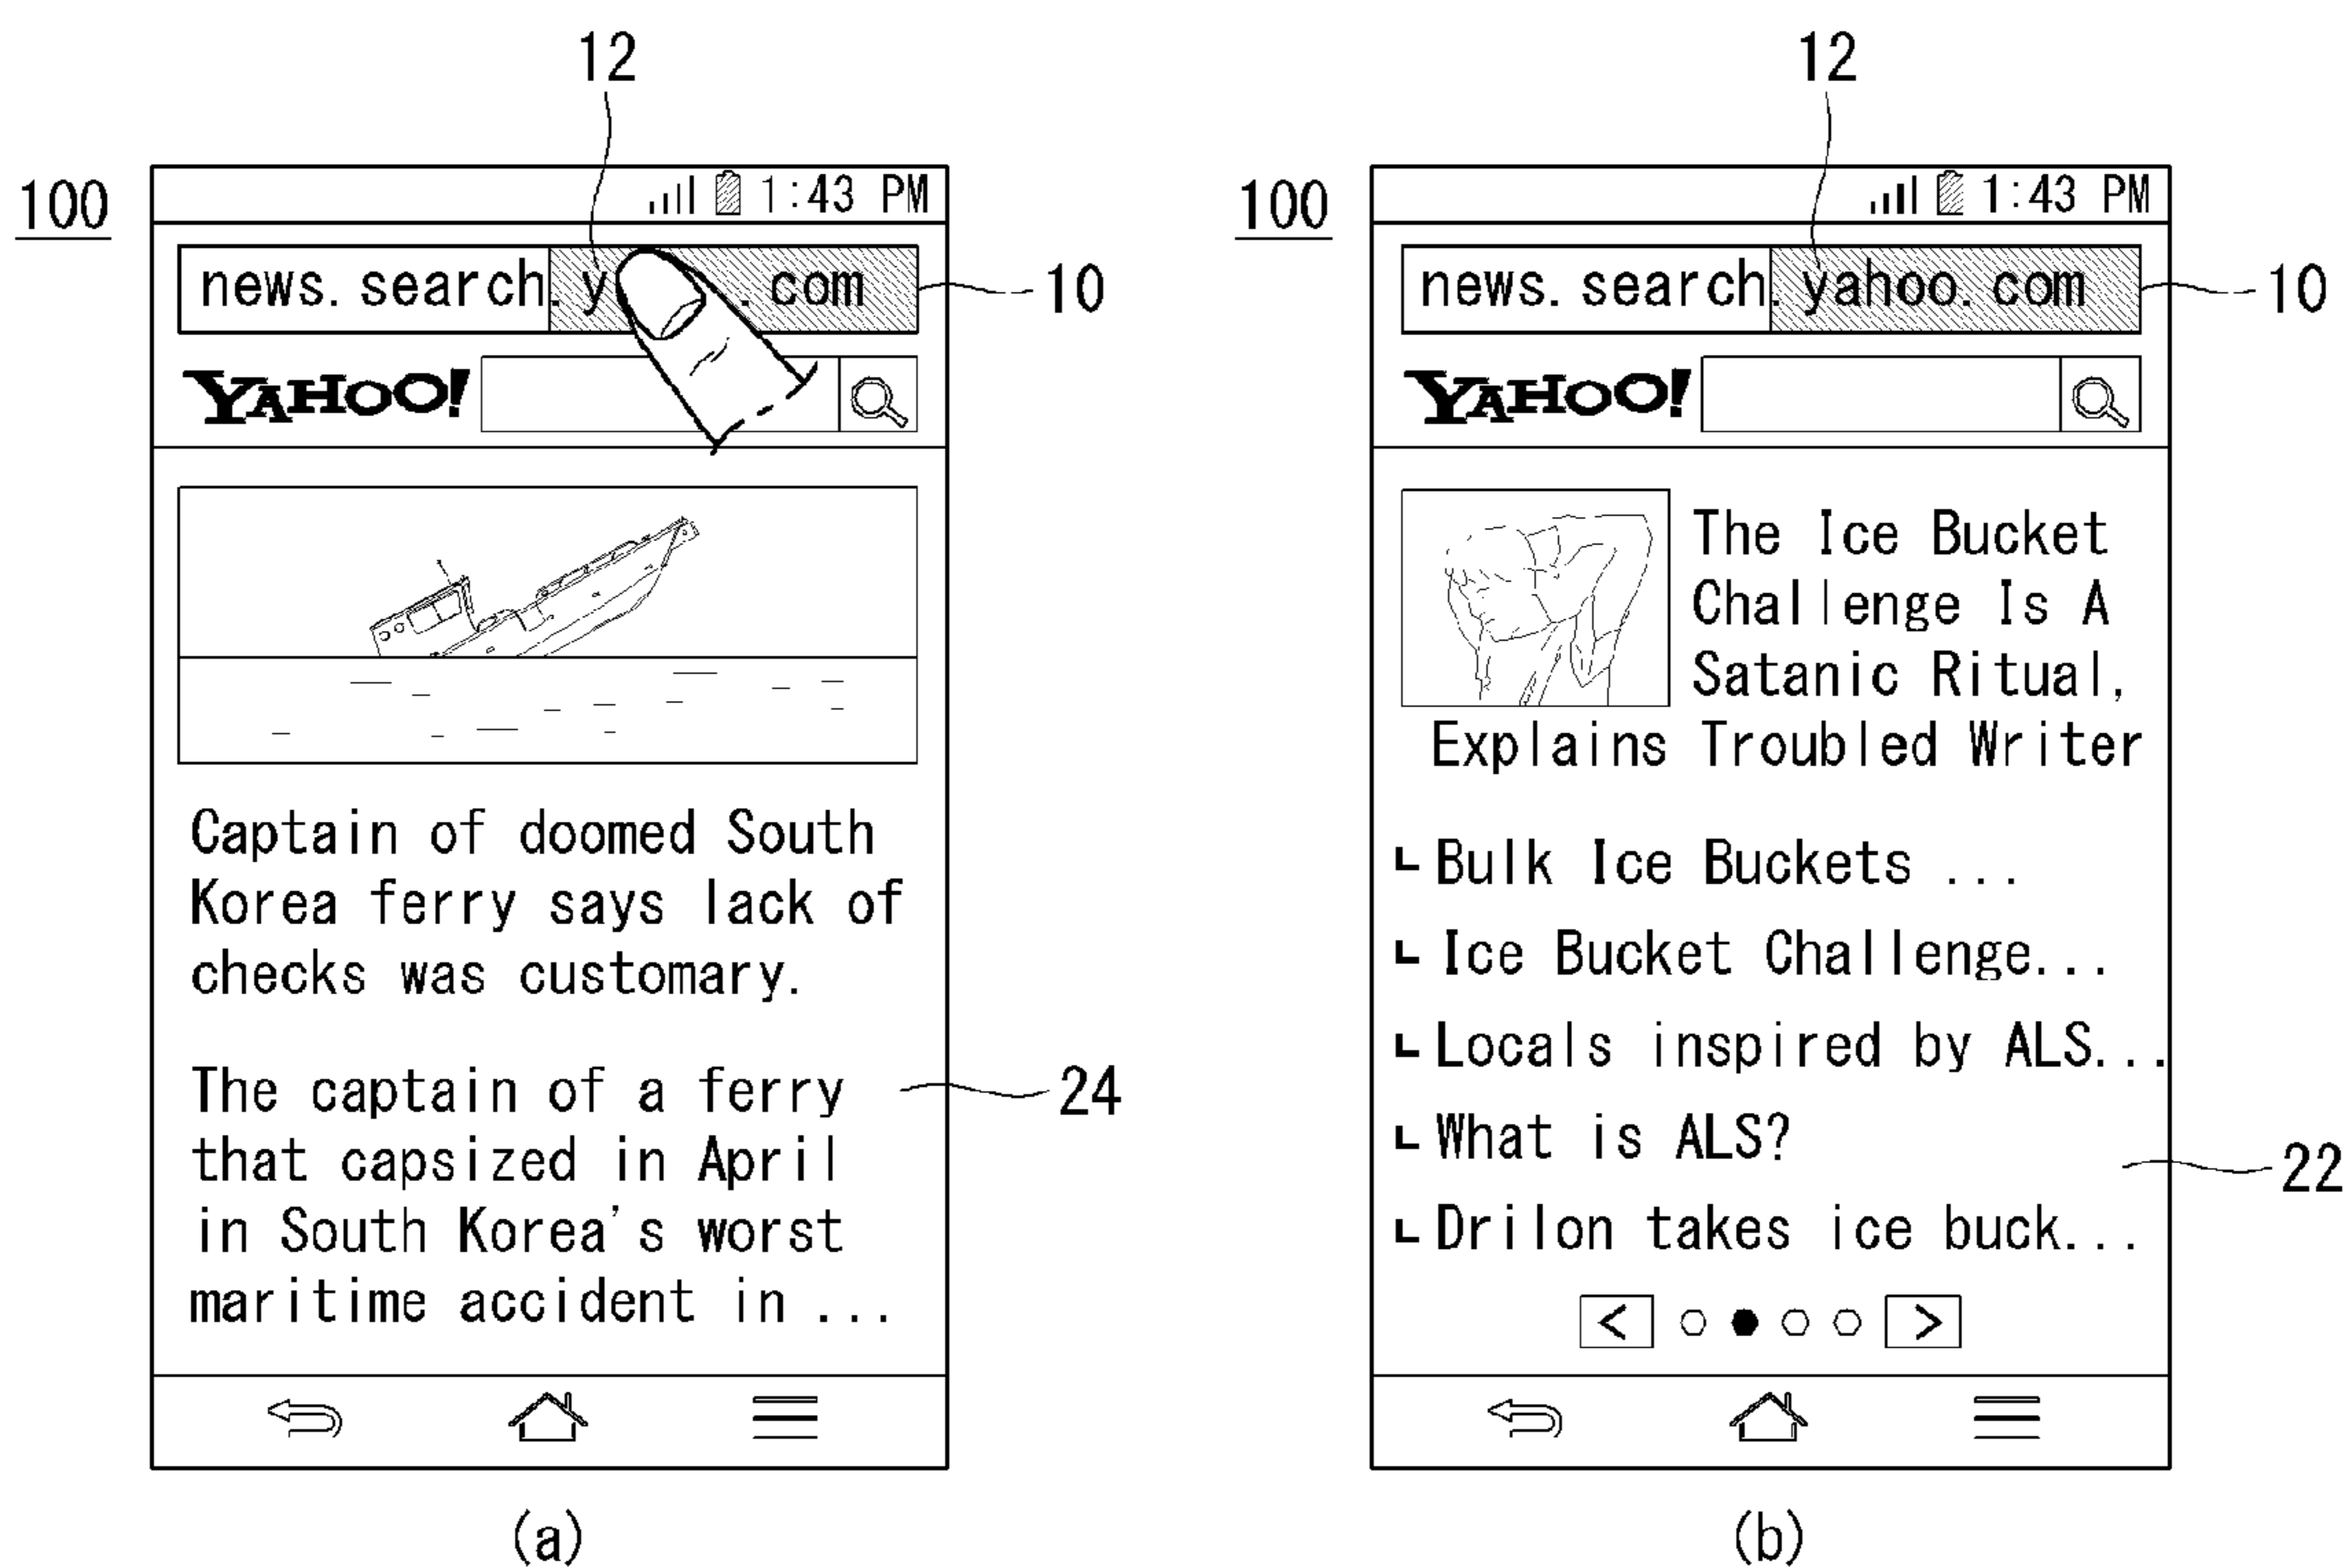 12
100
1:43 PM
news.search.y .com
10
YAHOO!
Captain of doomed South
Korea ferry says lack of
checks was customary.
The captain of a ferry
24
that capsized in April
in South Korea's worst
maritime accident in ...
(a)
12
100
1:43 PM
news.search.yahoo.com
10
YAHOO!
The Ice Bucket
Challenge Is A
Satanic Ritual,
Explains Troubled Writer
Bulk Ice Buckets ...
Ice Bucket Challenge...
Locals inspired by ALS...
What is ALS?
22
Drilon takes ice buck...
< >
(b)